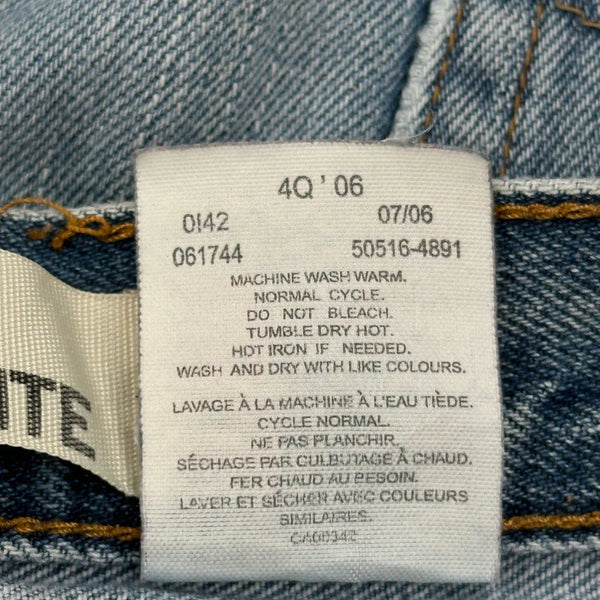 4Q ' 06
0I42 07/06
061744 50516-4891
MACHINE WASH WARM.
NORMAL CYCLE.
DO NOT BLEACH.
TUMBLE DRY HOT.
HOT IRON IF NEEDED.
WASH AND DRY WITH LIKE COLOURS.
LAVAGE À LA MACHINE À L'EAU TIÈDE.
CYCLE NORMAL.
NE PAS PLANCHIR.
SÉCHAGE PAR CULBUTAGE À CHAUD.
FER CHAUD AU BESOIN.
LAVER ET SÉCHER AVEC COULEURS
SIMILAIRES.
CA00342
ITE